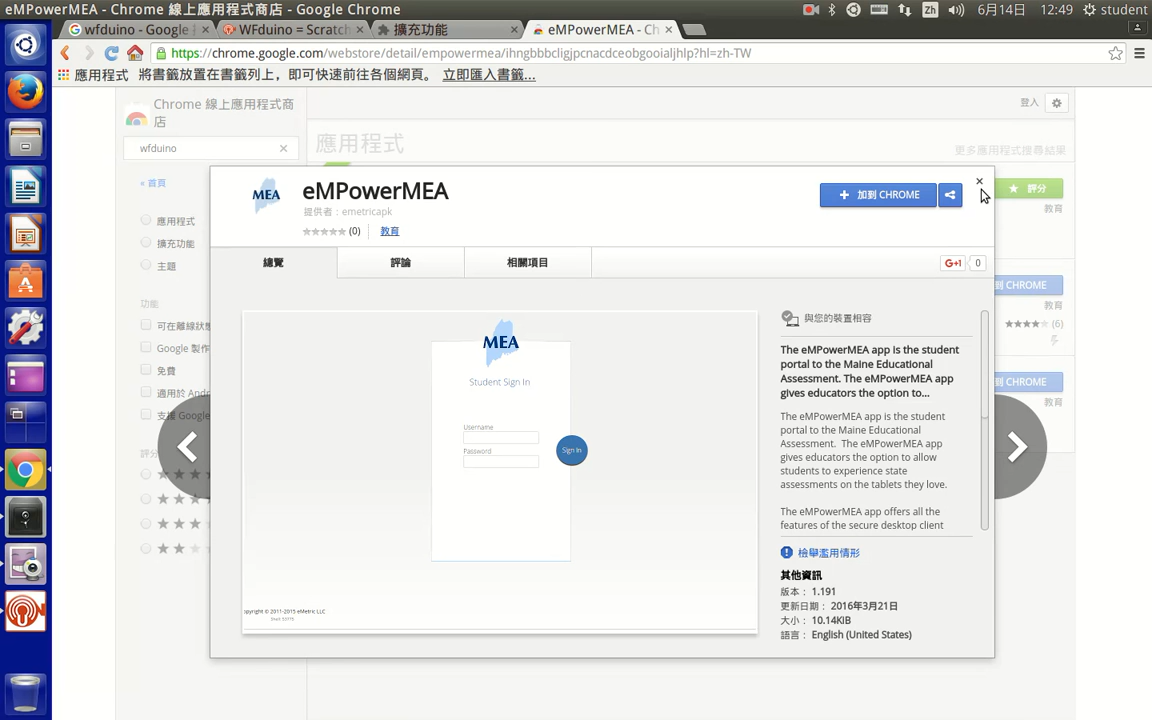 eMPowerMEA - Chrome 線上應用程式商店 - Google Chrome
Zh
6月14日
12:49
student
wfduino - Google
WFduino = Scratch
擴充功能
eMPowerMEA - Ch
https://chrome.google.com/webstore/detail/empowermea/ihngbbbcligjpcnacdceobgooialjhlp?hl=zh-TW
應用程式 將書籤放置在書籤列上，即可快速前往各個網頁。 立即匯入書籤...
Chrome 線上應用程式商
店
登入
wfduino
應用程式
更多應用程式搜尋結果
« 首頁
應用程式
擴充功能
主題
功能
可在離線狀態
Google 製作
免費
適用於 Andr
支援 Google
評分
評分
教育
到 CHROME
教育
(6)
到 CHROME
教育
MEA
eMPowerMEA
提供者：emetricapk
(0)
教育
加到 CHROME
總覽
評論
相關項目
G+1
0
MEA
Student Sign In
Username
Password
Sign In
opyright © 2011-2015 eMetric LLC
與您的裝置相容
The eMPowerMEA app is the student
portal to the Maine Educational
Assessment. The eMPowerMEA app
gives educators the option to...
The eMPowerMEA app is the student
portal to the Maine Educational
Assessment. The eMPowerMEA app
gives educators the option to allow
students to experience state
assessments on the tablets they love.
The eMPowerMEA app offers all the
features of the secure desktop client
檢舉濫用情形
其他資訊
版本： 1.191
更新日期： 2016年3月21日
大小： 10.14KIB
語言： English (United States)